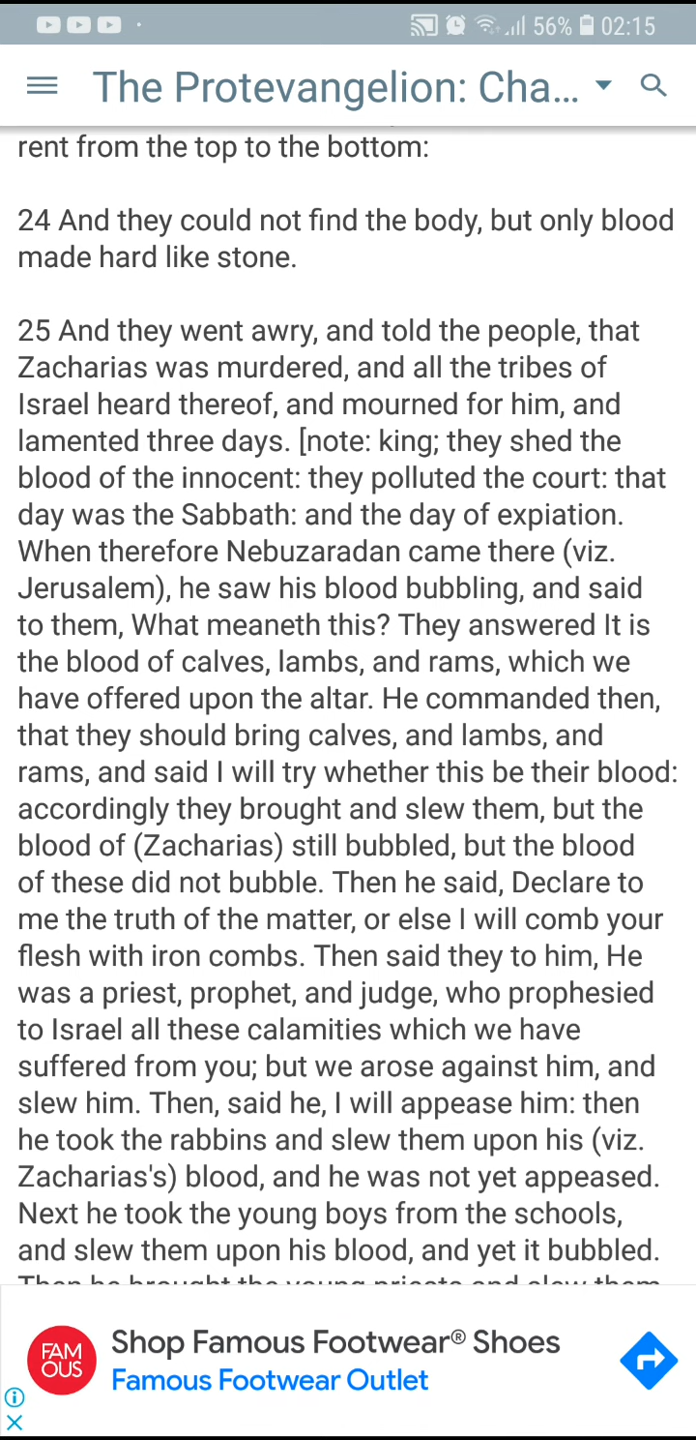 56% 02:15
The Protevangelion: Cha...
rent from the top to the bottom:
24 And they could not find the body, but only blood
made hard like stone.
25 And they went awry, and told the people, that
Zacharias was murdered, and all the tribes of
Israel heard thereof, and mourned for him, and
lamented three days. [note: king; they shed the
blood of the innocent: they polluted the court: that
day was the Sabbath: and the day of expiation.
When therefore Nebuzaradan came there (viz.
Jerusalem), he saw his blood bubbling, and said
to them, What meaneth this? They answered It is
the blood of calves, lambs, and rams, which we
have offered upon the altar. He commanded then,
that they should bring calves, and lambs, and
rams, and said I will try whether this be their blood:
accordingly they brought and slew them, but the
blood of (Zacharias) still bubbled, but the blood
of these did not bubble. Then he said, Declare to
me the truth of the matter, or else I will comb your
flesh with iron combs. Then said they to him, He
was a priest, prophet, and judge, who prophesied
to Israel all these calamities which we have
suffered from you; but we arose against him, and
slew him. Then, said he, I will appease him: then
he took the rabbins and slew them upon his (viz.
Zacharias's) blood, and he was not yet appeased.
Next he took the young boys from the schools,
and slew them upon his blood, and yet it bubbled.
Then he brought the young priests and slew them
FAM
OUS
Shop Famous Footwear® Shoes
Famous Footwear Outlet